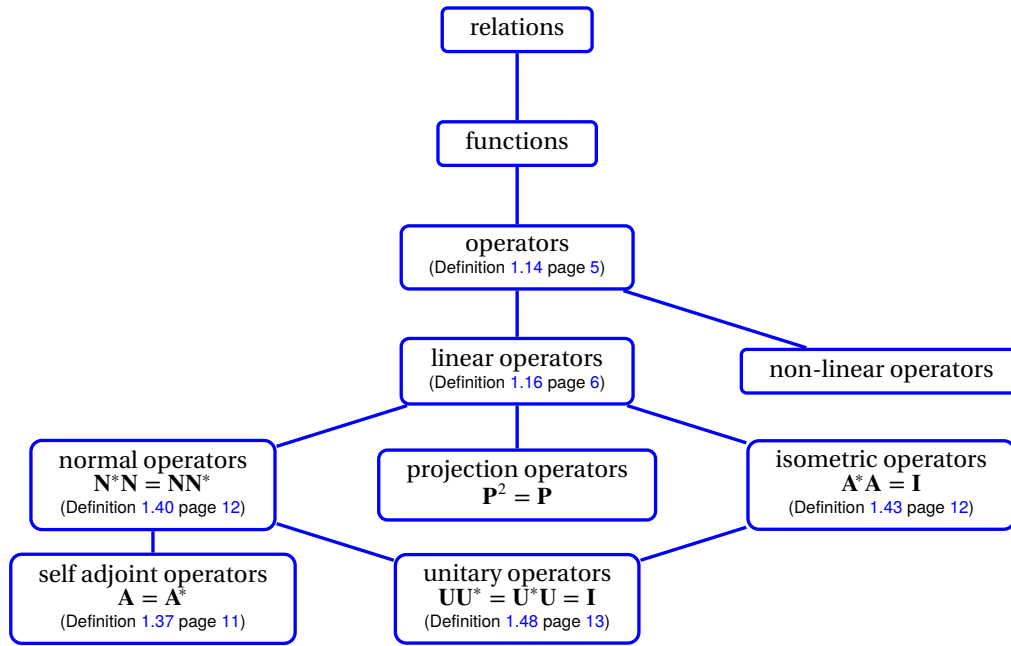 relations
functions
operators
(Definition 1.14 page 5)
linear operators
(Definition 1.16 page 6)
non-linear operators
normal operators
N*N = NN*
(Definition 1.40 page 12)
projection operators
P² = P
isometric operators
A*A = I
(Definition 1.43 page 12)
self adjoint operators
A = A*
(Definition 1.37 page 11)
unitary operators
UU* = U*U = I
(Definition 1.48 page 13)